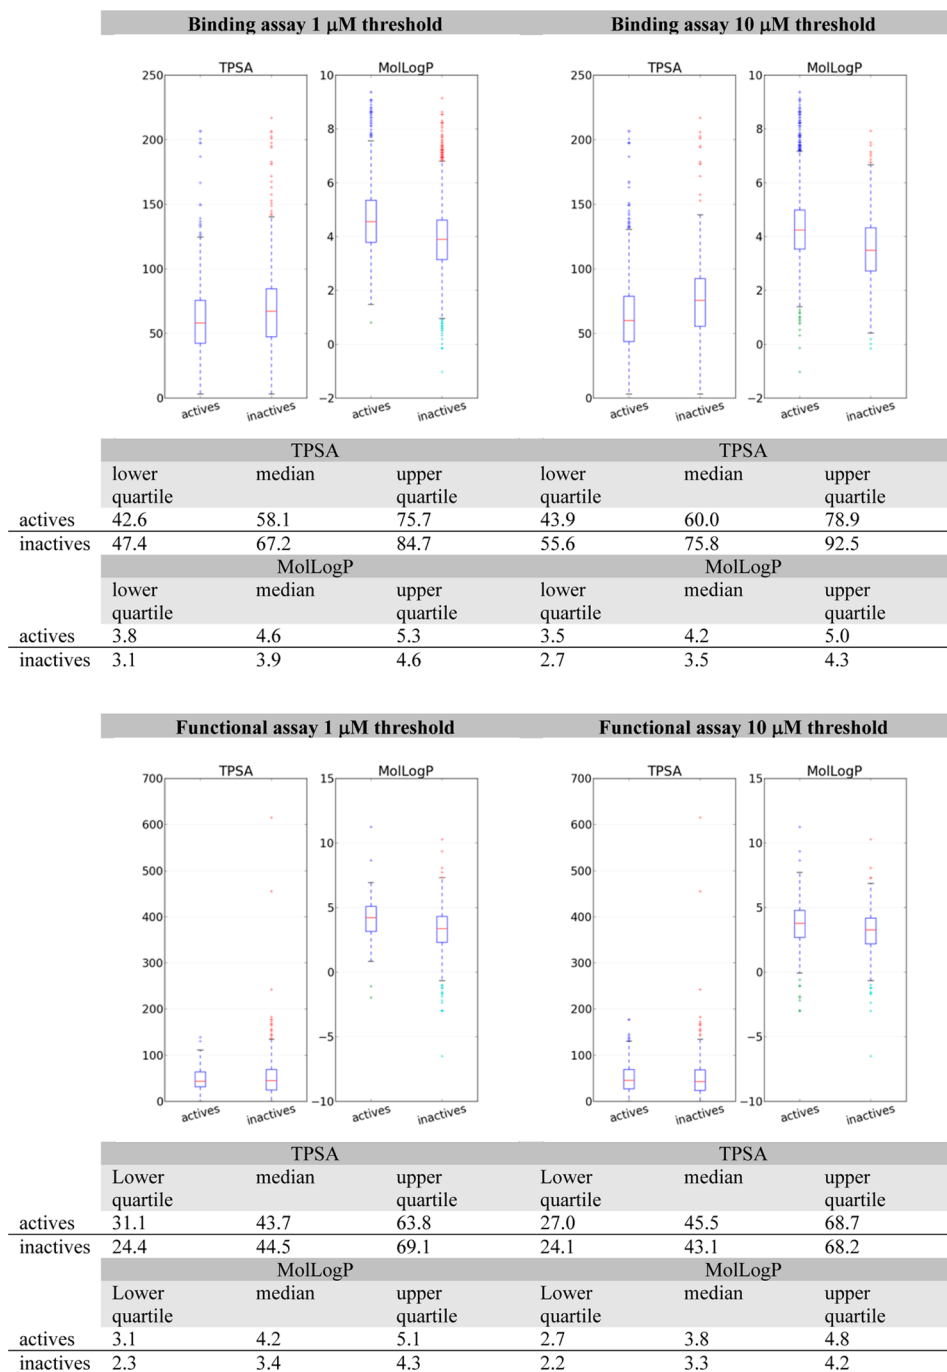 Binding assay 1 μM threshold
Binding assay 10 μM threshold
TPSA
250
200
150
100
50
0
actives
inactives
MolLogP
10
8
6
4
2
0
−2
actives
inactives
TPSA
250
200
150
100
50
0
actives
inactives
MolLogP
10
8
6
4
2
0
−2
actives
inactives
TPSA TPSA
lower quartile median upper quartile lower quartile median upper quartile
actives 42.6 58.1 75.7 43.9 60.0 78.9
inactives 47.4 67.2 84.7 55.6 75.8 92.5
MolLogP MolLogP
lower quartile median upper quartile lower quartile median upper quartile
actives 3.8 4.6 5.3 3.5 4.2 5.0
inactives 3.1 3.9 4.6 2.7 3.5 4.3
Functional assay 1 μM threshold
Functional assay 10 μM threshold
TPSA
700
600
500
400
300
200
100
0
actives
inactives
MolLogP
15
10
5
0
−5
−10
actives
inactives
TPSA
700
600
500
400
300
200
100
0
actives
inactives
MolLogP
15
10
5
0
−5
−10
actives
inactives
TPSA TPSA
Lower quartile median upper quartile Lower quartile median upper quartile
actives 31.1 43.7 63.8 27.0 45.5 68.7
inactives 24.4 44.5 69.1 24.1 43.1 68.2
MolLogP MolLogP
Lower quartile median upper quartile Lower quartile median upper quartile
actives 3.1 4.2 5.1 2.7 3.8 4.8
inactives 2.3 3.4 4.3 2.2 3.3 4.2